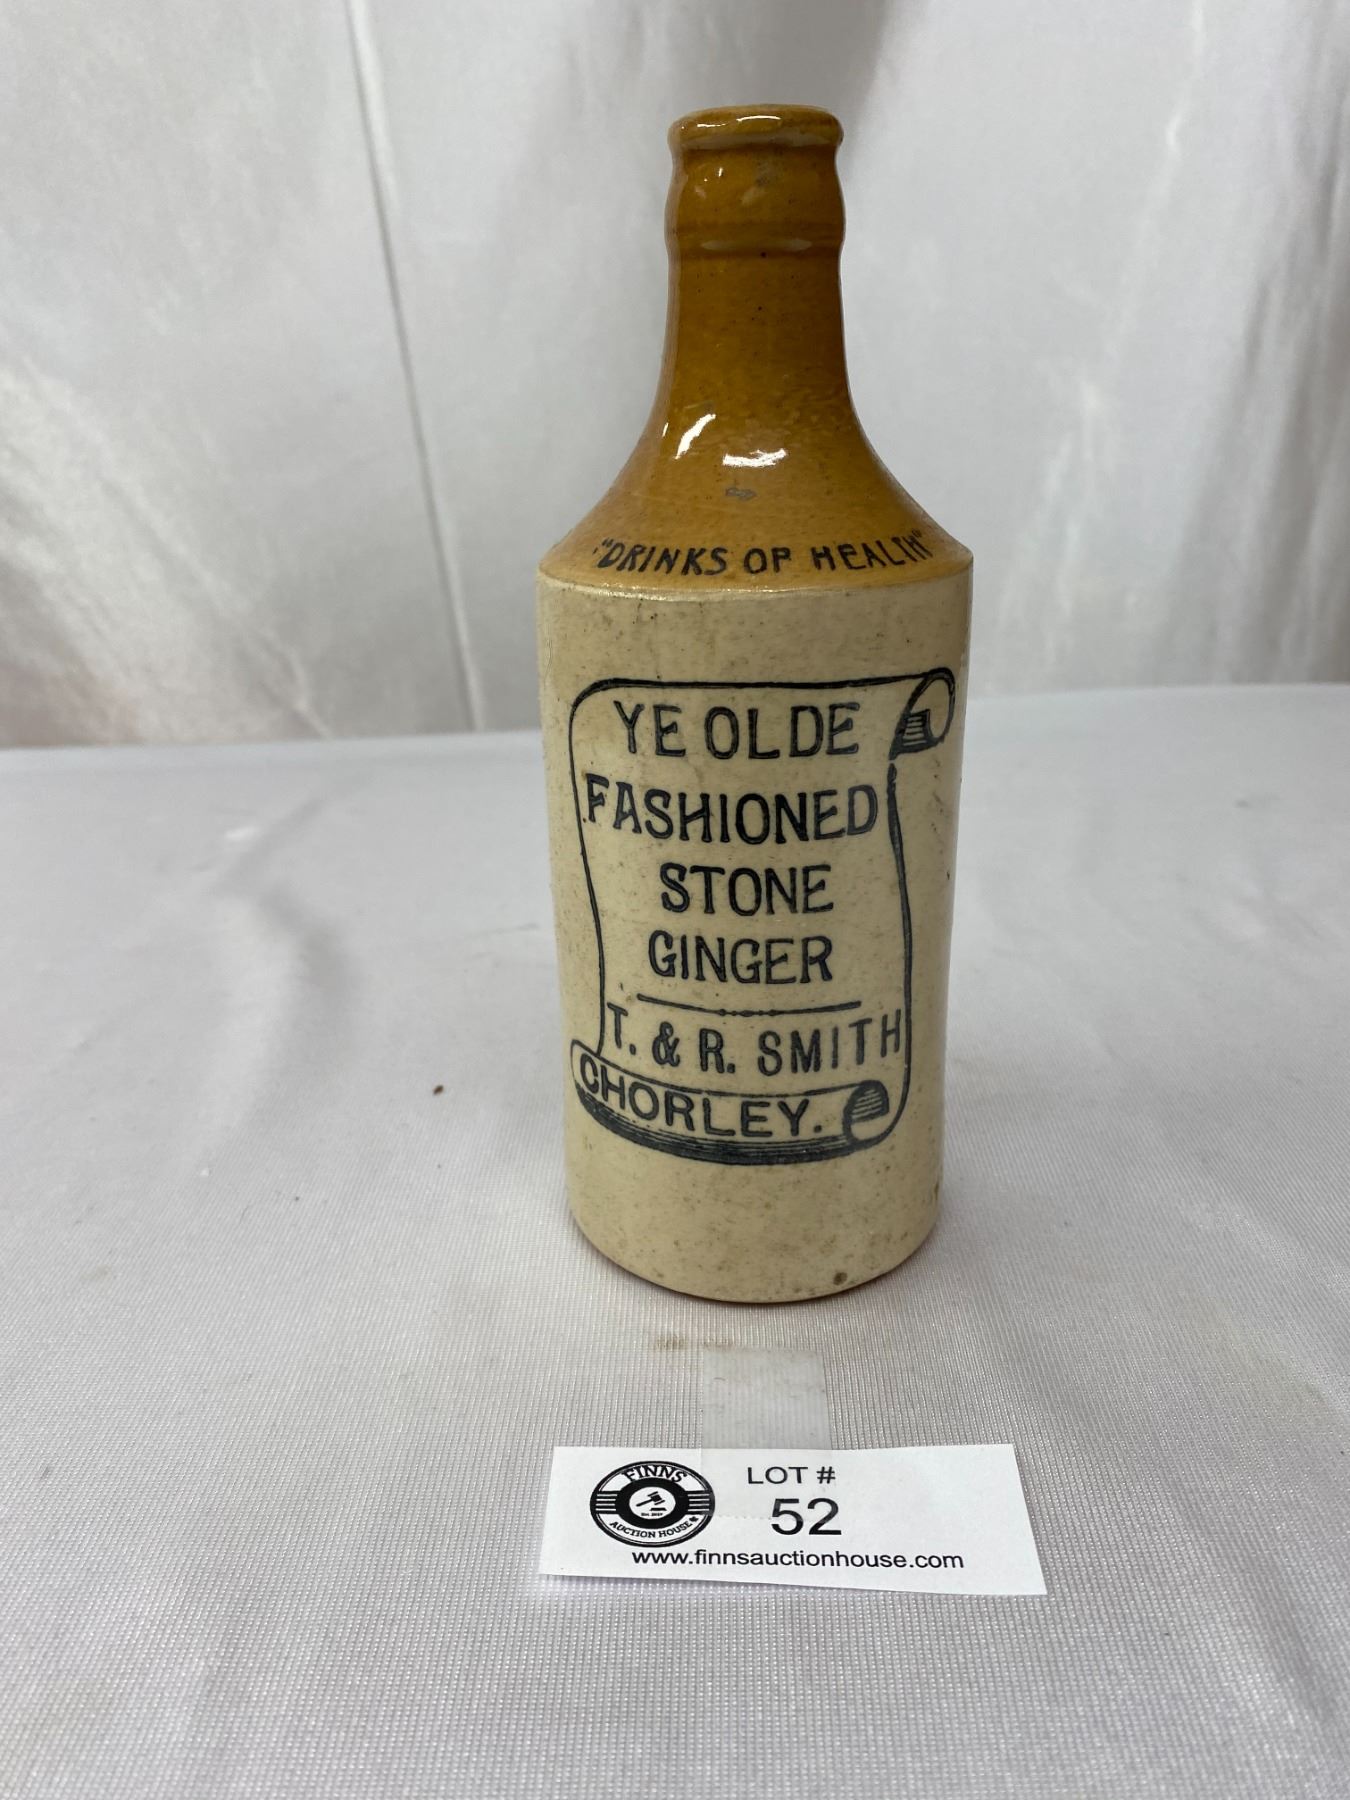 "DRINKS OF HEALTH"
YE OLDE
FASHIONED
STONE
GINGER
T. & R. SMITH
CHORLEY.
FINNS
AUCTION HOUSE
LOT #
52
www.finnsauctionhouse.com